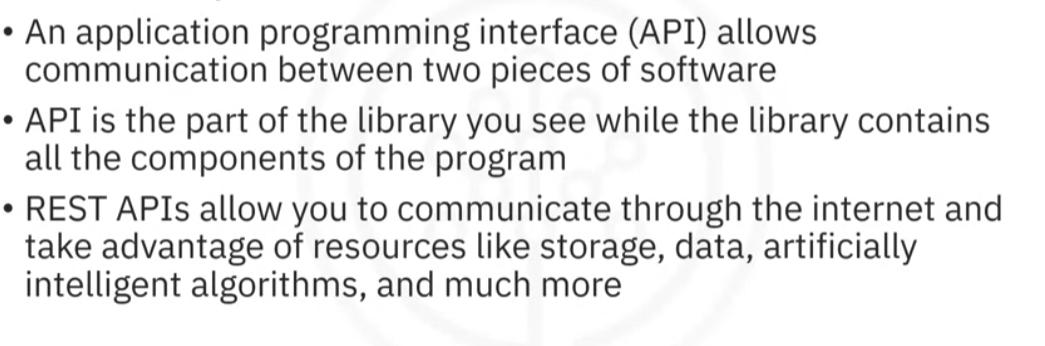 • An application programming interface (API) allows
communication between two pieces of software
• API is the part of the library you see while the library contains
all the components of the program
• REST APIs allow you to communicate through the internet and
take advantage of resources like storage, data, artificially
intelligent algorithms, and much more